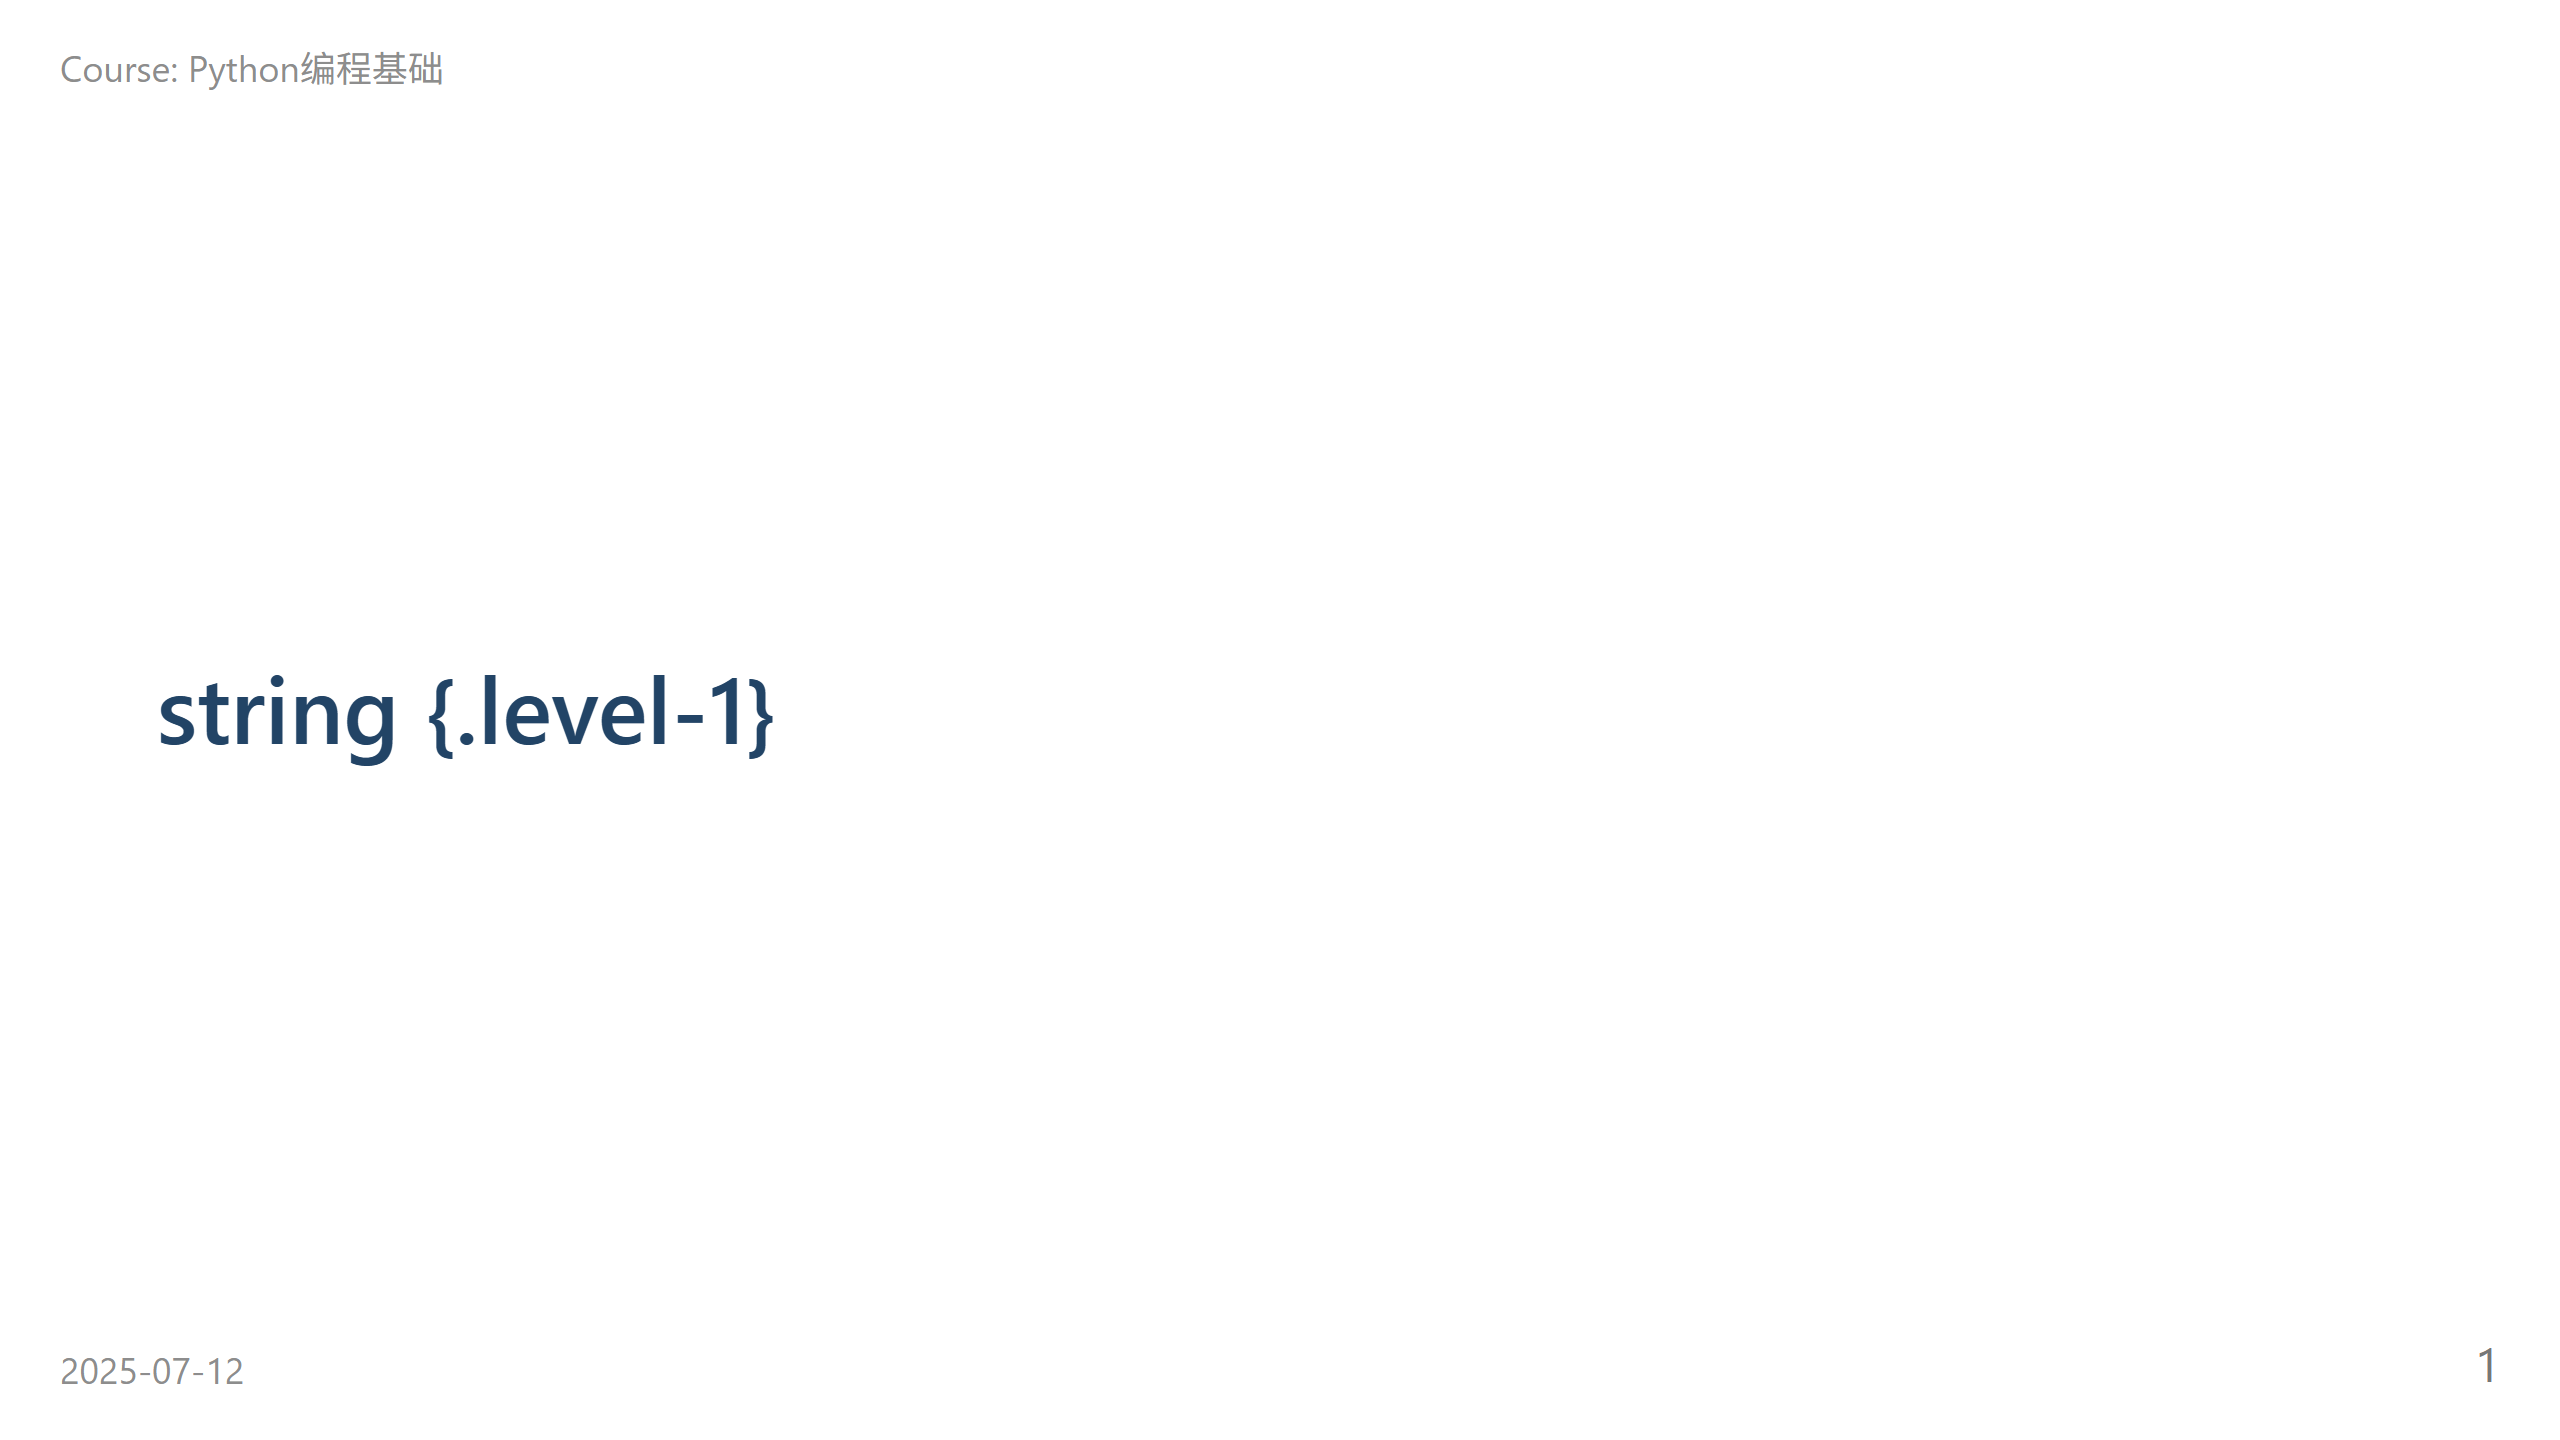 Course: Python编程基础
string {.level-1}
2025-07-12
1